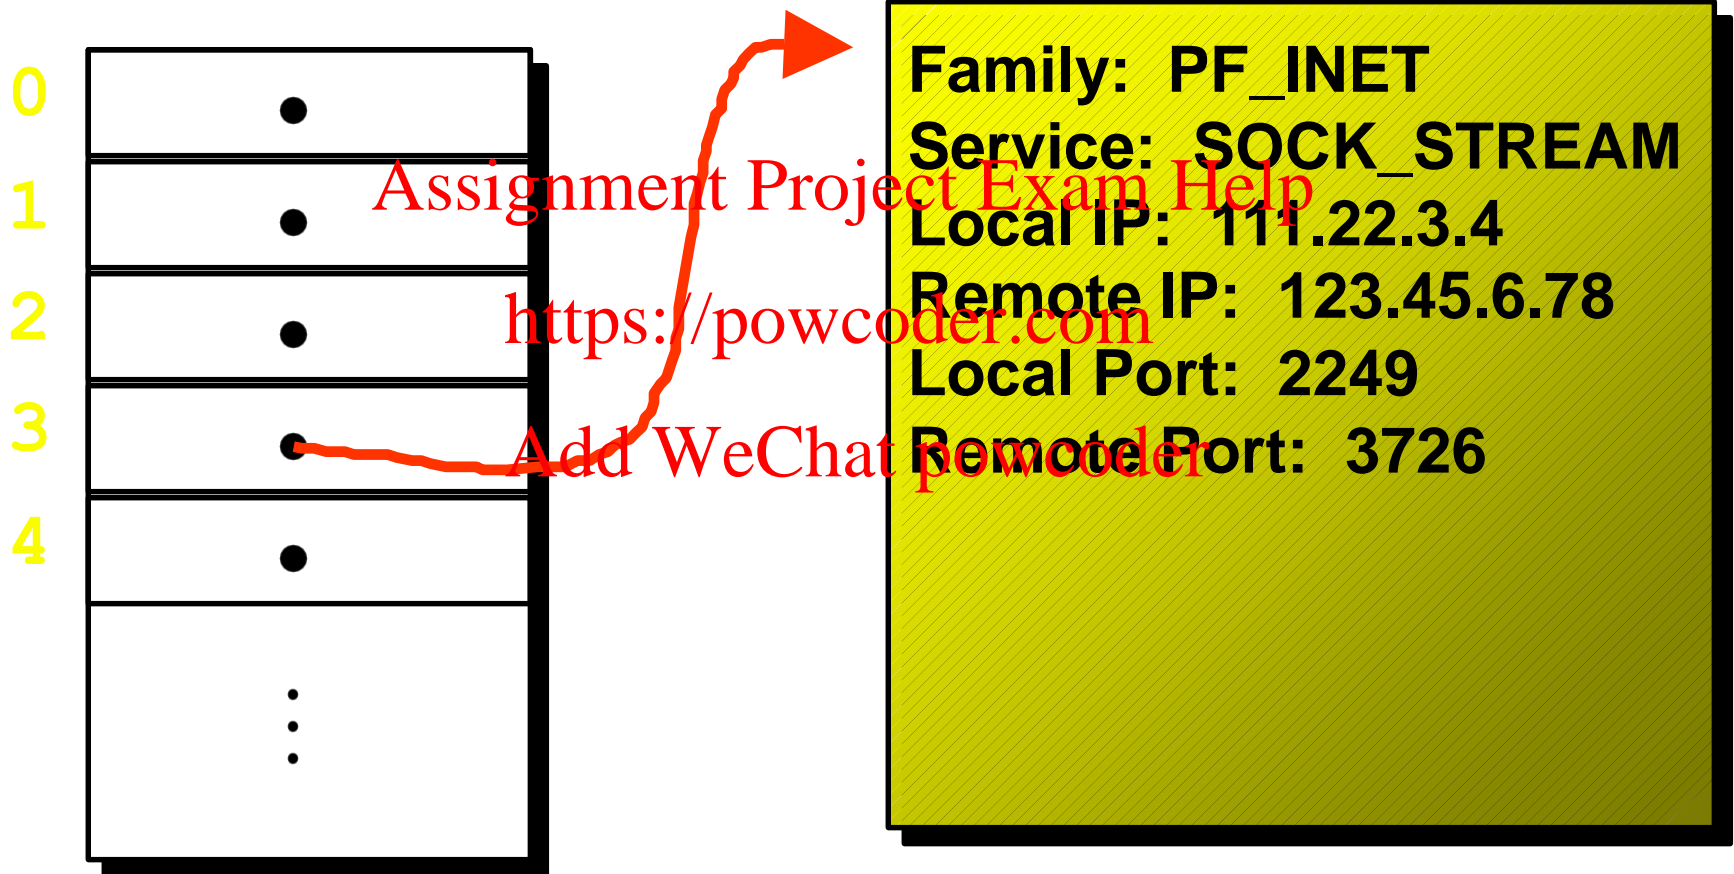 0
1
2
3
4
Family: PF_INET
Service: SOCK_STREAM
Local IP: 111.22.3.4
Remote IP: 123.45.6.78
Local Port: 2249
Remote Port: 3726
Assignment Project Exam Help
https://powcoder.com
Add WeChat powcoder